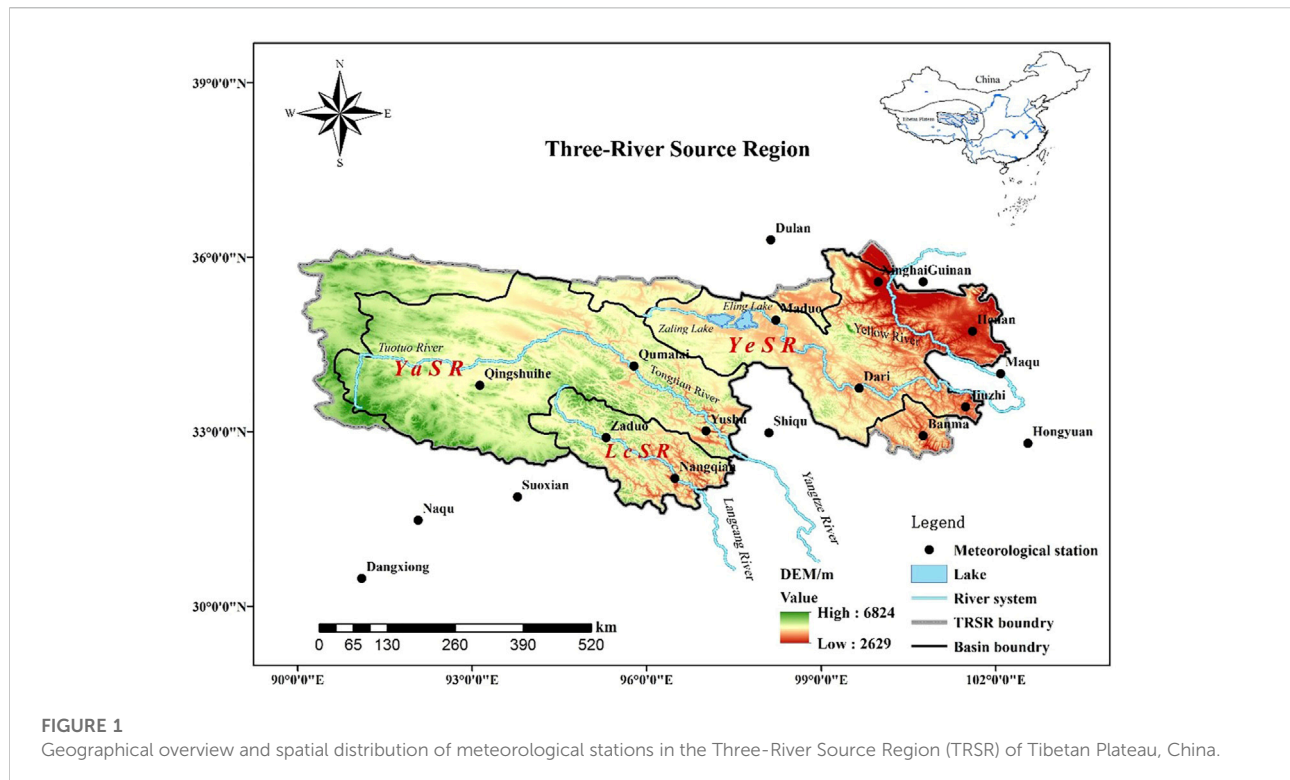 39°0'0"N
36°0'0"N
33°0'0"N
30°0'0"N
N
W
E
S
Three-River Source Region
China
Tibetan Plateau
Dulan
XinghaiGuinan
Eling Lake
Maduo
Zaling Lake
Henan
Yellow River
YeSR
Tuotuo River
YaSR
Qumalai
Maqu
Qingshuihe
Tongtian River
Dari
Jiuzhi
Zaduo
Yushu
Shiqu
Banma
Hongyuan
LcSR
Nangqian
Suoxian
Naqu
Langcang River
Yangtze River
Dangxiong
DEM/m
Value
High : 6824
Low : 2629
Legend
Meteorological station
Lake
River system
TRSR boundry
Basin boundry
km
0 65 130 260 390 520
90°0'0"E 93°0'0"E 96°0'0"E 99°0'0"E 102°0'0"E
FIGURE 1
Geographical overview and spatial distribution of meteorological stations in the Three-River Source Region (TRSR) of Tibetan Plateau, China.